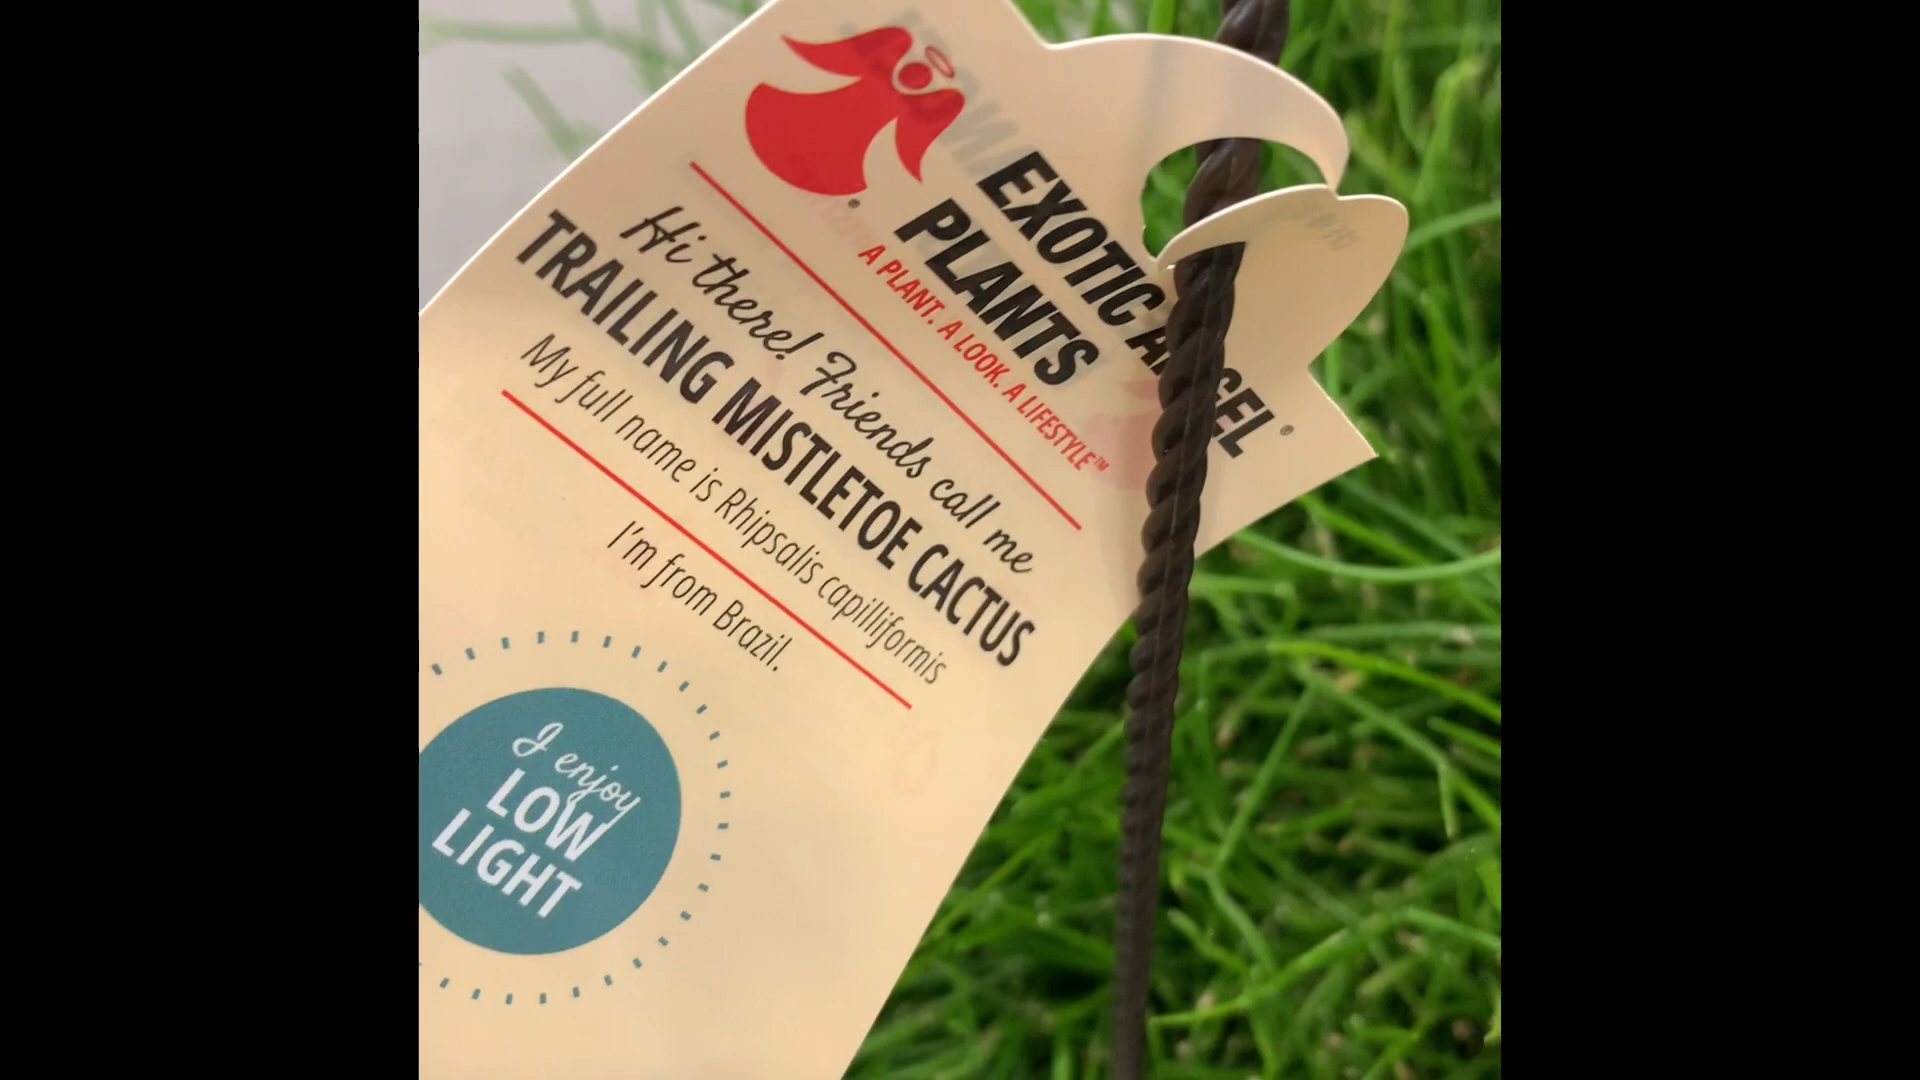 EXOTIC ANGEL®
PLANTS
A PLANT. A LOOK. A LIFESTYLE™
Hi there! Friends call me
TRAILING MISTLETOE CACTUS
My full name is Rhipsalis capilliformis
I'm from Brazil.
I enjoy
LOW
LIGHT